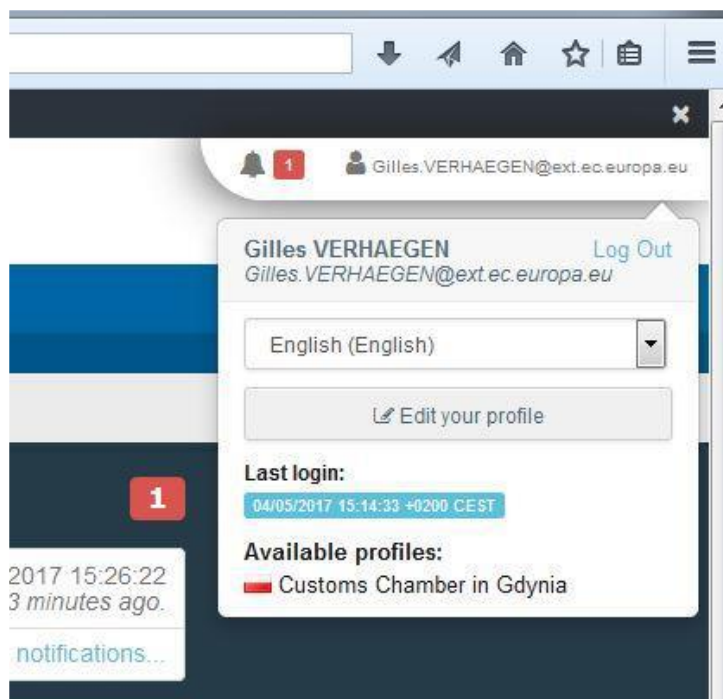 1
Gilles.VERHAEGEN@ext.ec.europa.eu
Gilles VERHAEGEN
Log Out
Gilles.VERHAEGEN@ext.ec.europa.eu
English (English)
Edit your profile
Last login:
04/05/2017 15:14:33 +0200 CEST
Available profiles:
Customs Chamber in Gdynia
1
2017 15:26:22
3 minutes ago.
notifications...